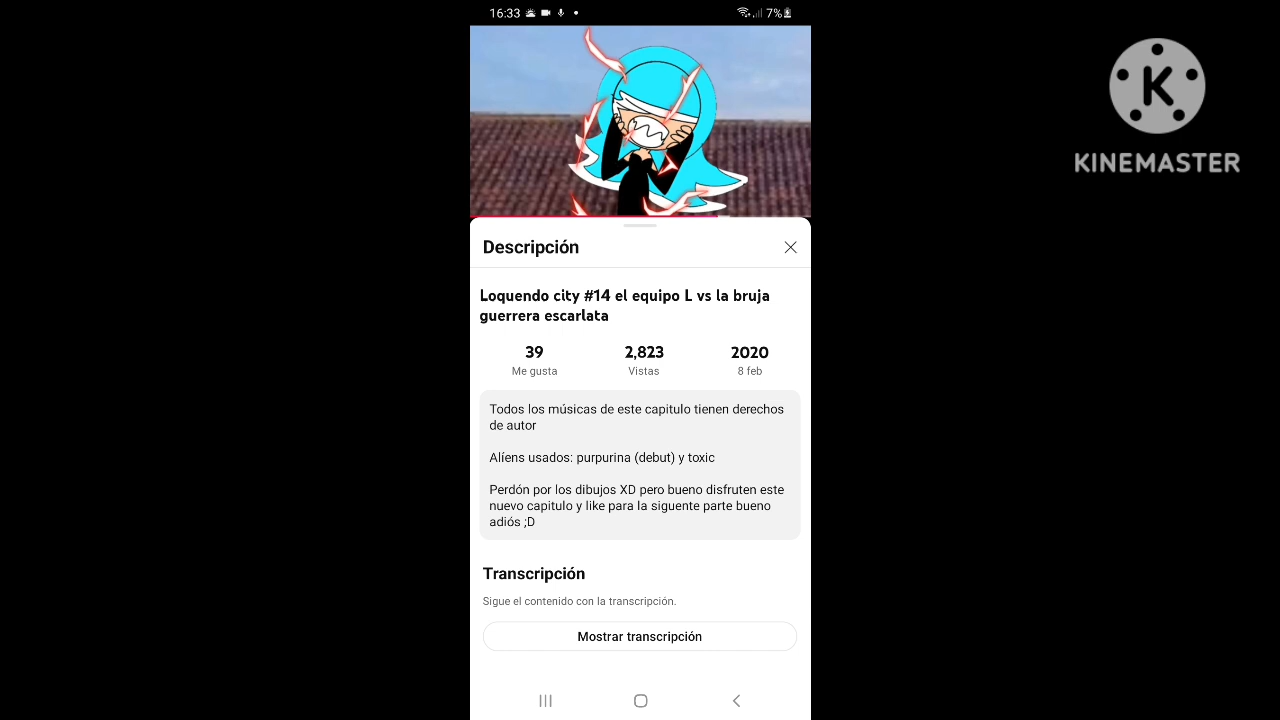 16:33
7%
K
KINEMASTER
Descripción
Loquendo city #14 el equipo L vs la bruja
guerrera escarlata
39
2,823
2020
Me gusta
Vistas
8 feb
Todos los músicas de este capitulo tienen derechos
de autor
Alíens usados: purpurina (debut) y toxic
Perdón por los dibujos XD pero bueno disfruten este
nuevo capitulo y like para la siguente parte bueno
adiós ;D
Transcripción
Sigue el contenido con la transcripción.
Mostrar transcripción